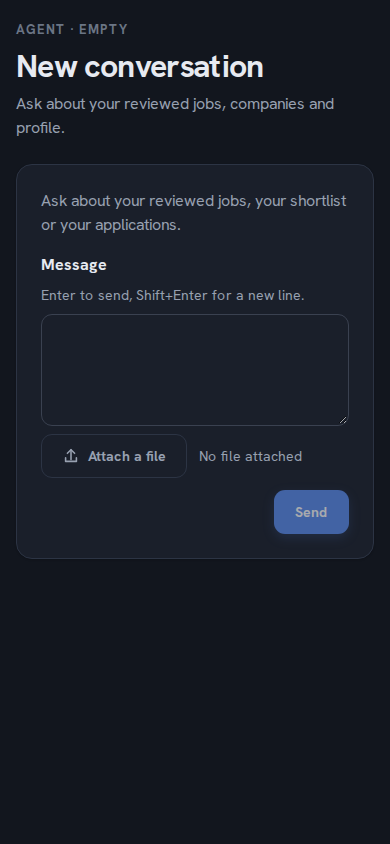 AGENT · EMPTY
New conversation
Ask about your reviewed jobs, companies and
profile.
Ask about your reviewed jobs, your shortlist
or your applications.
Message
Enter to send, Shift+Enter for a new line.
Attach a file
No file attached
Send